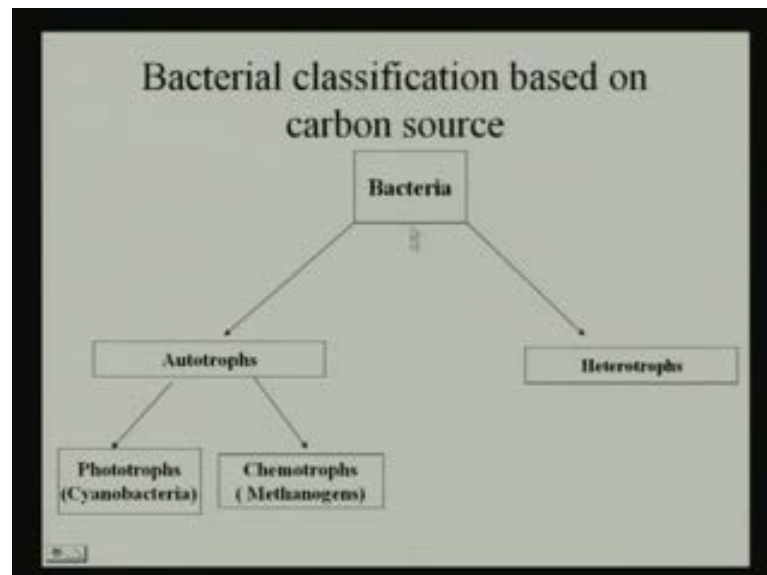 Bacterial classification based on
carbon source
Bacteria
Autotrophs
Heterotrophs
Phototrophs
(Cyanobacteria)
Chemotrophs
( Methanogens)